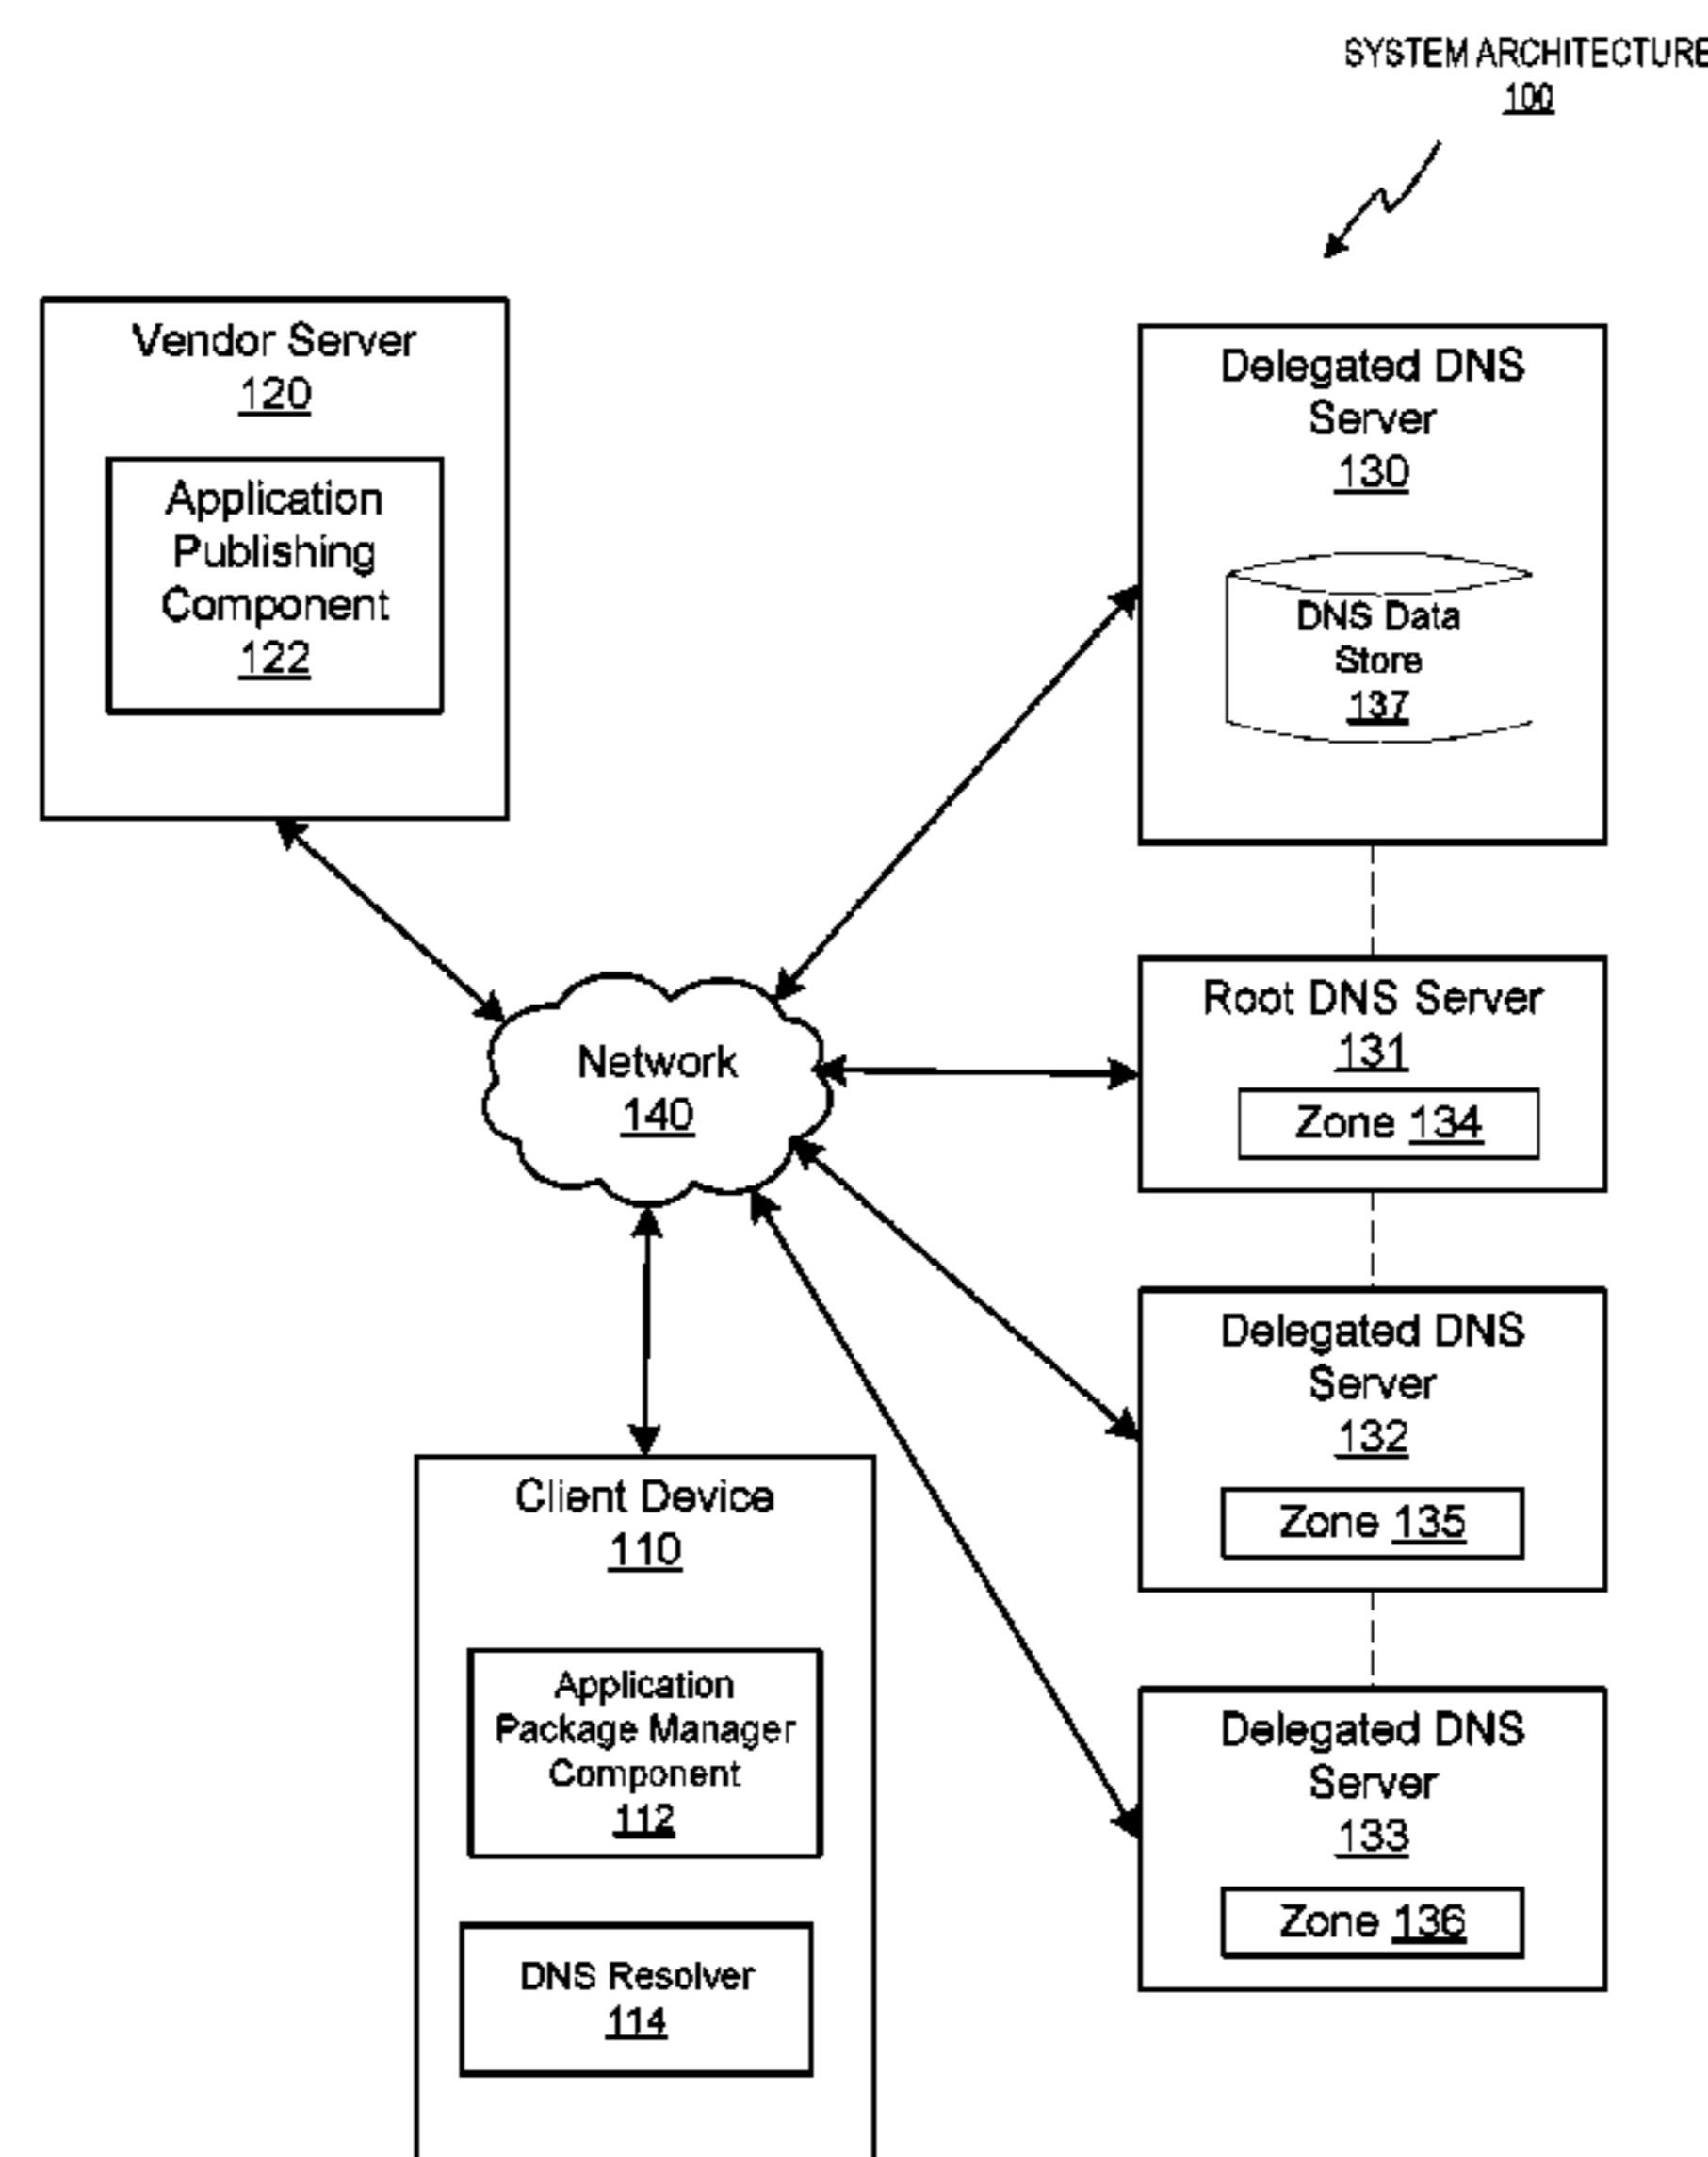 SYSTEM ARCHITECTURE
100
Vendor Server
120
Application
Publishing
Component
122
Delegated DNS
Server
130
DNS Data
Store
137
Network
140
Root DNS Server
131
Zone 134
Delegated DNS
Server
132
Zone 135
Client Device
110
Application
Package Manager
Component
112
DNS Resolver
114
Delegated DNS
Server
133
Zone 136